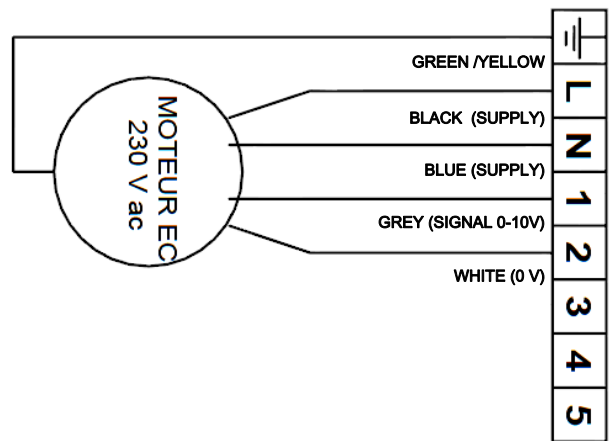 MOTEUR EC
230 V ac
GREEN /YELLOW
L
BLACK (SUPPLY)
N
BLUE (SUPPLY)
1
GREY (SIGNAL 0-10V)
2
WHITE (0 V)
3
4
5